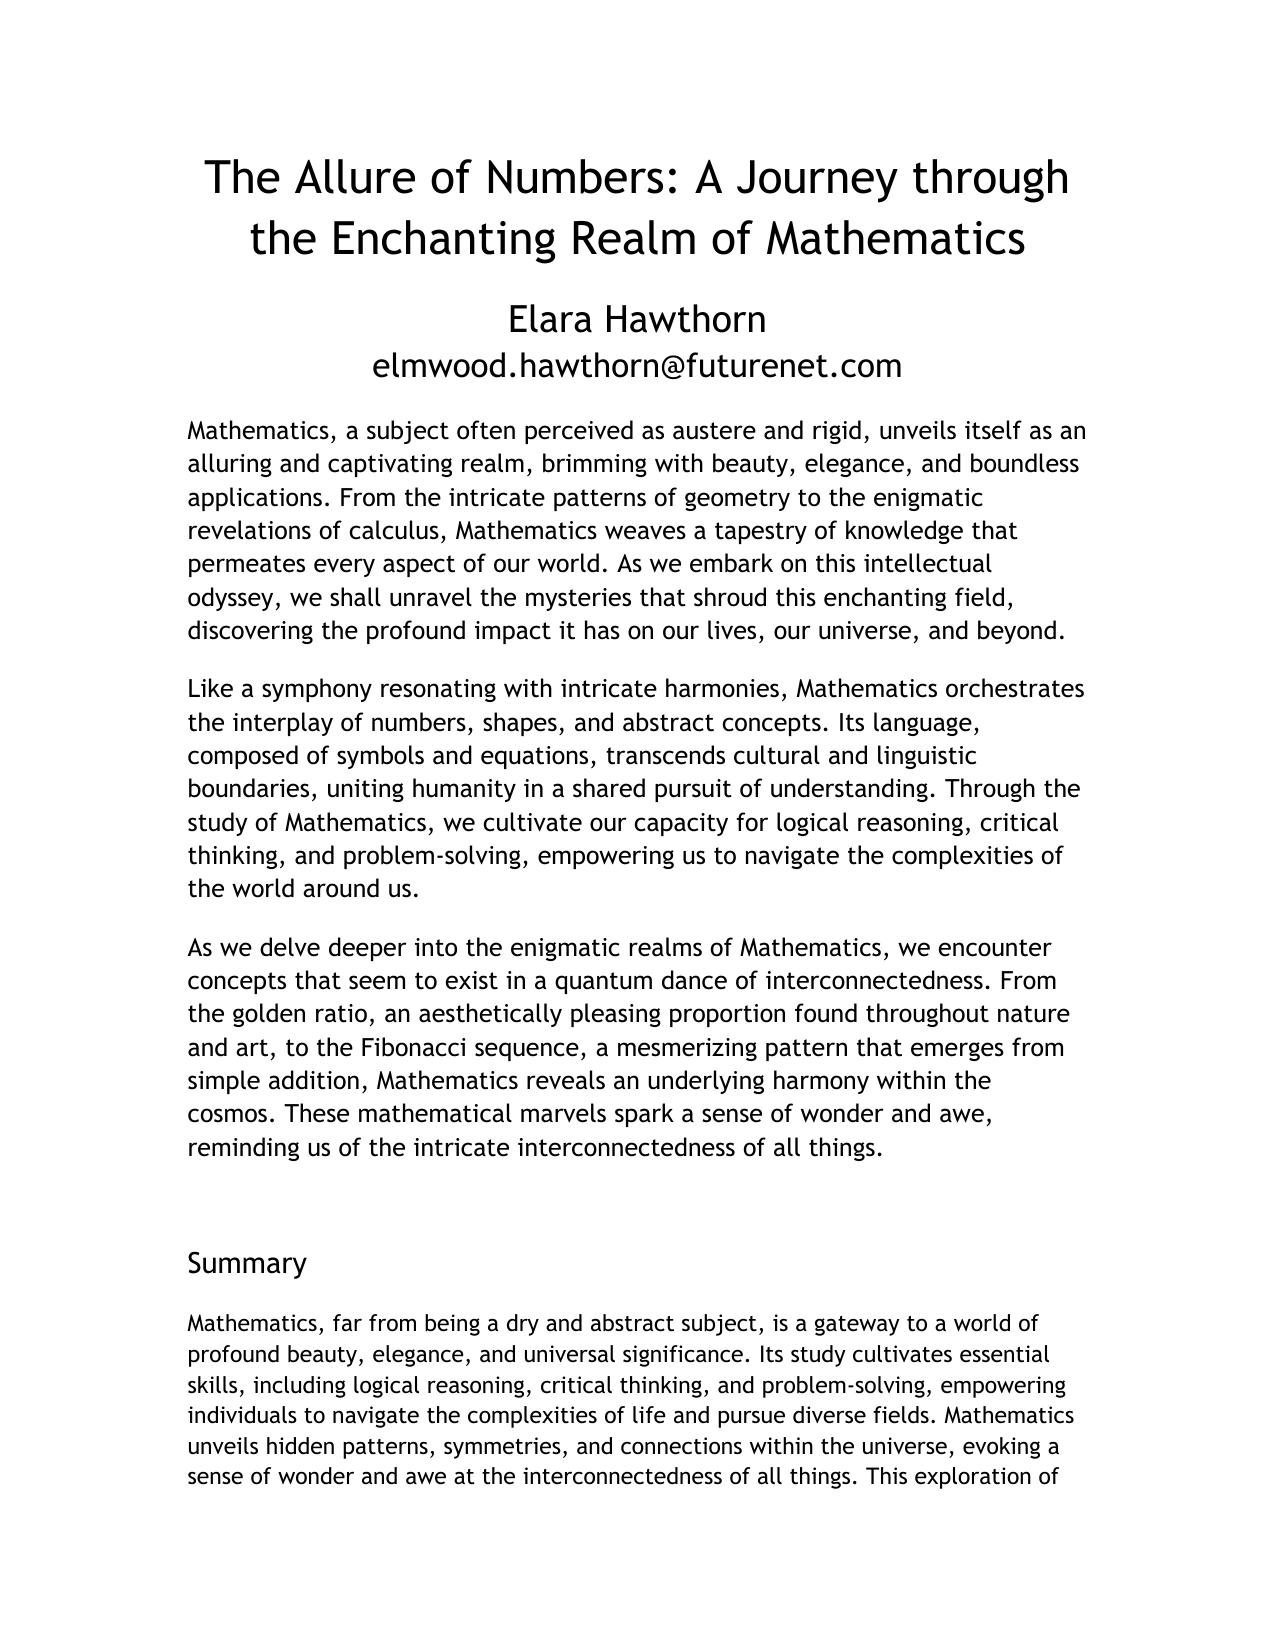 The Allure of Numbers: A Journey through
the Enchanting Realm of Mathematics
Elara Hawthorn
elmwood.hawthorn@futurenet.com
Mathematics, a subject often perceived as austere and rigid, unveils itself as an
alluring and captivating realm, brimming with beauty, elegance, and boundless
applications. From the intricate patterns of geometry to the enigmatic
revelations of calculus, Mathematics weaves a tapestry of knowledge that
permeates every aspect of our world. As we embark on this intellectual
odyssey, we shall unravel the mysteries that shroud this enchanting field,
discovering the profound impact it has on our lives, our universe, and beyond.
Like a symphony resonating with intricate harmonies, Mathematics orchestrates
the interplay of numbers, shapes, and abstract concepts. Its language,
composed of symbols and equations, transcends cultural and linguistic
boundaries, uniting humanity in a shared pursuit of understanding. Through the
study of Mathematics, we cultivate our capacity for logical reasoning, critical
thinking, and problem-solving, empowering us to navigate the complexities of
the world around us.
As we delve deeper into the enigmatic realms of Mathematics, we encounter
concepts that seem to exist in a quantum dance of interconnectedness. From
the golden ratio, an aesthetically pleasing proportion found throughout nature
and art, to the Fibonacci sequence, a mesmerizing pattern that emerges from
simple addition, Mathematics reveals an underlying harmony within the
cosmos. These mathematical marvels spark a sense of wonder and awe,
reminding us of the intricate interconnectedness of all things.
Summary
Mathematics, far from being a dry and abstract subject, is a gateway to a world of
profound beauty, elegance, and universal significance. Its study cultivates essential
skills, including logical reasoning, critical thinking, and problem-solving, empowering
individuals to navigate the complexities of life and pursue diverse fields. Mathematics
unveils hidden patterns, symmetries, and connections within the universe, evoking a
sense of wonder and awe at the interconnectedness of all things. This exploration of